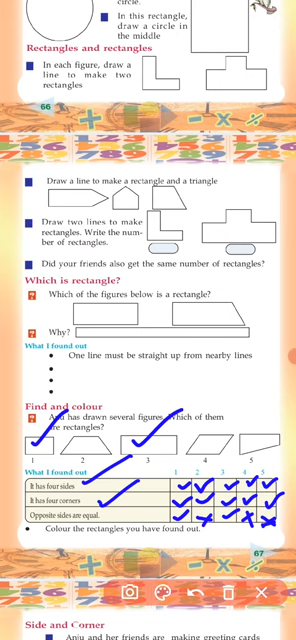 circle.
In this rectangle,
draw a circle in
the middle
Rectangles and rectangles
In each figure, draw a
line to make two
rectangles
66
Draw a line to make a rectangle and a triangle
Draw two lines to make
rectangles. Write the num-
ber of rectangles.
Did your friends also get the same number of rectangles?
Which is rectangle?
Which of the figures below is a rectangle?
Why?
What I found out
One line must be straight up from nearby lines
Find and colour
has drawn several figures. Which of them
are rectangles?
1 2 3 4 5
What I found out 1 2 3 4 5
It has four sides
It has four corners
Opposite sides are equal.
Colour the rectangles you have found out.
67
Side and Corner
Anju and her friends are making greeting cards